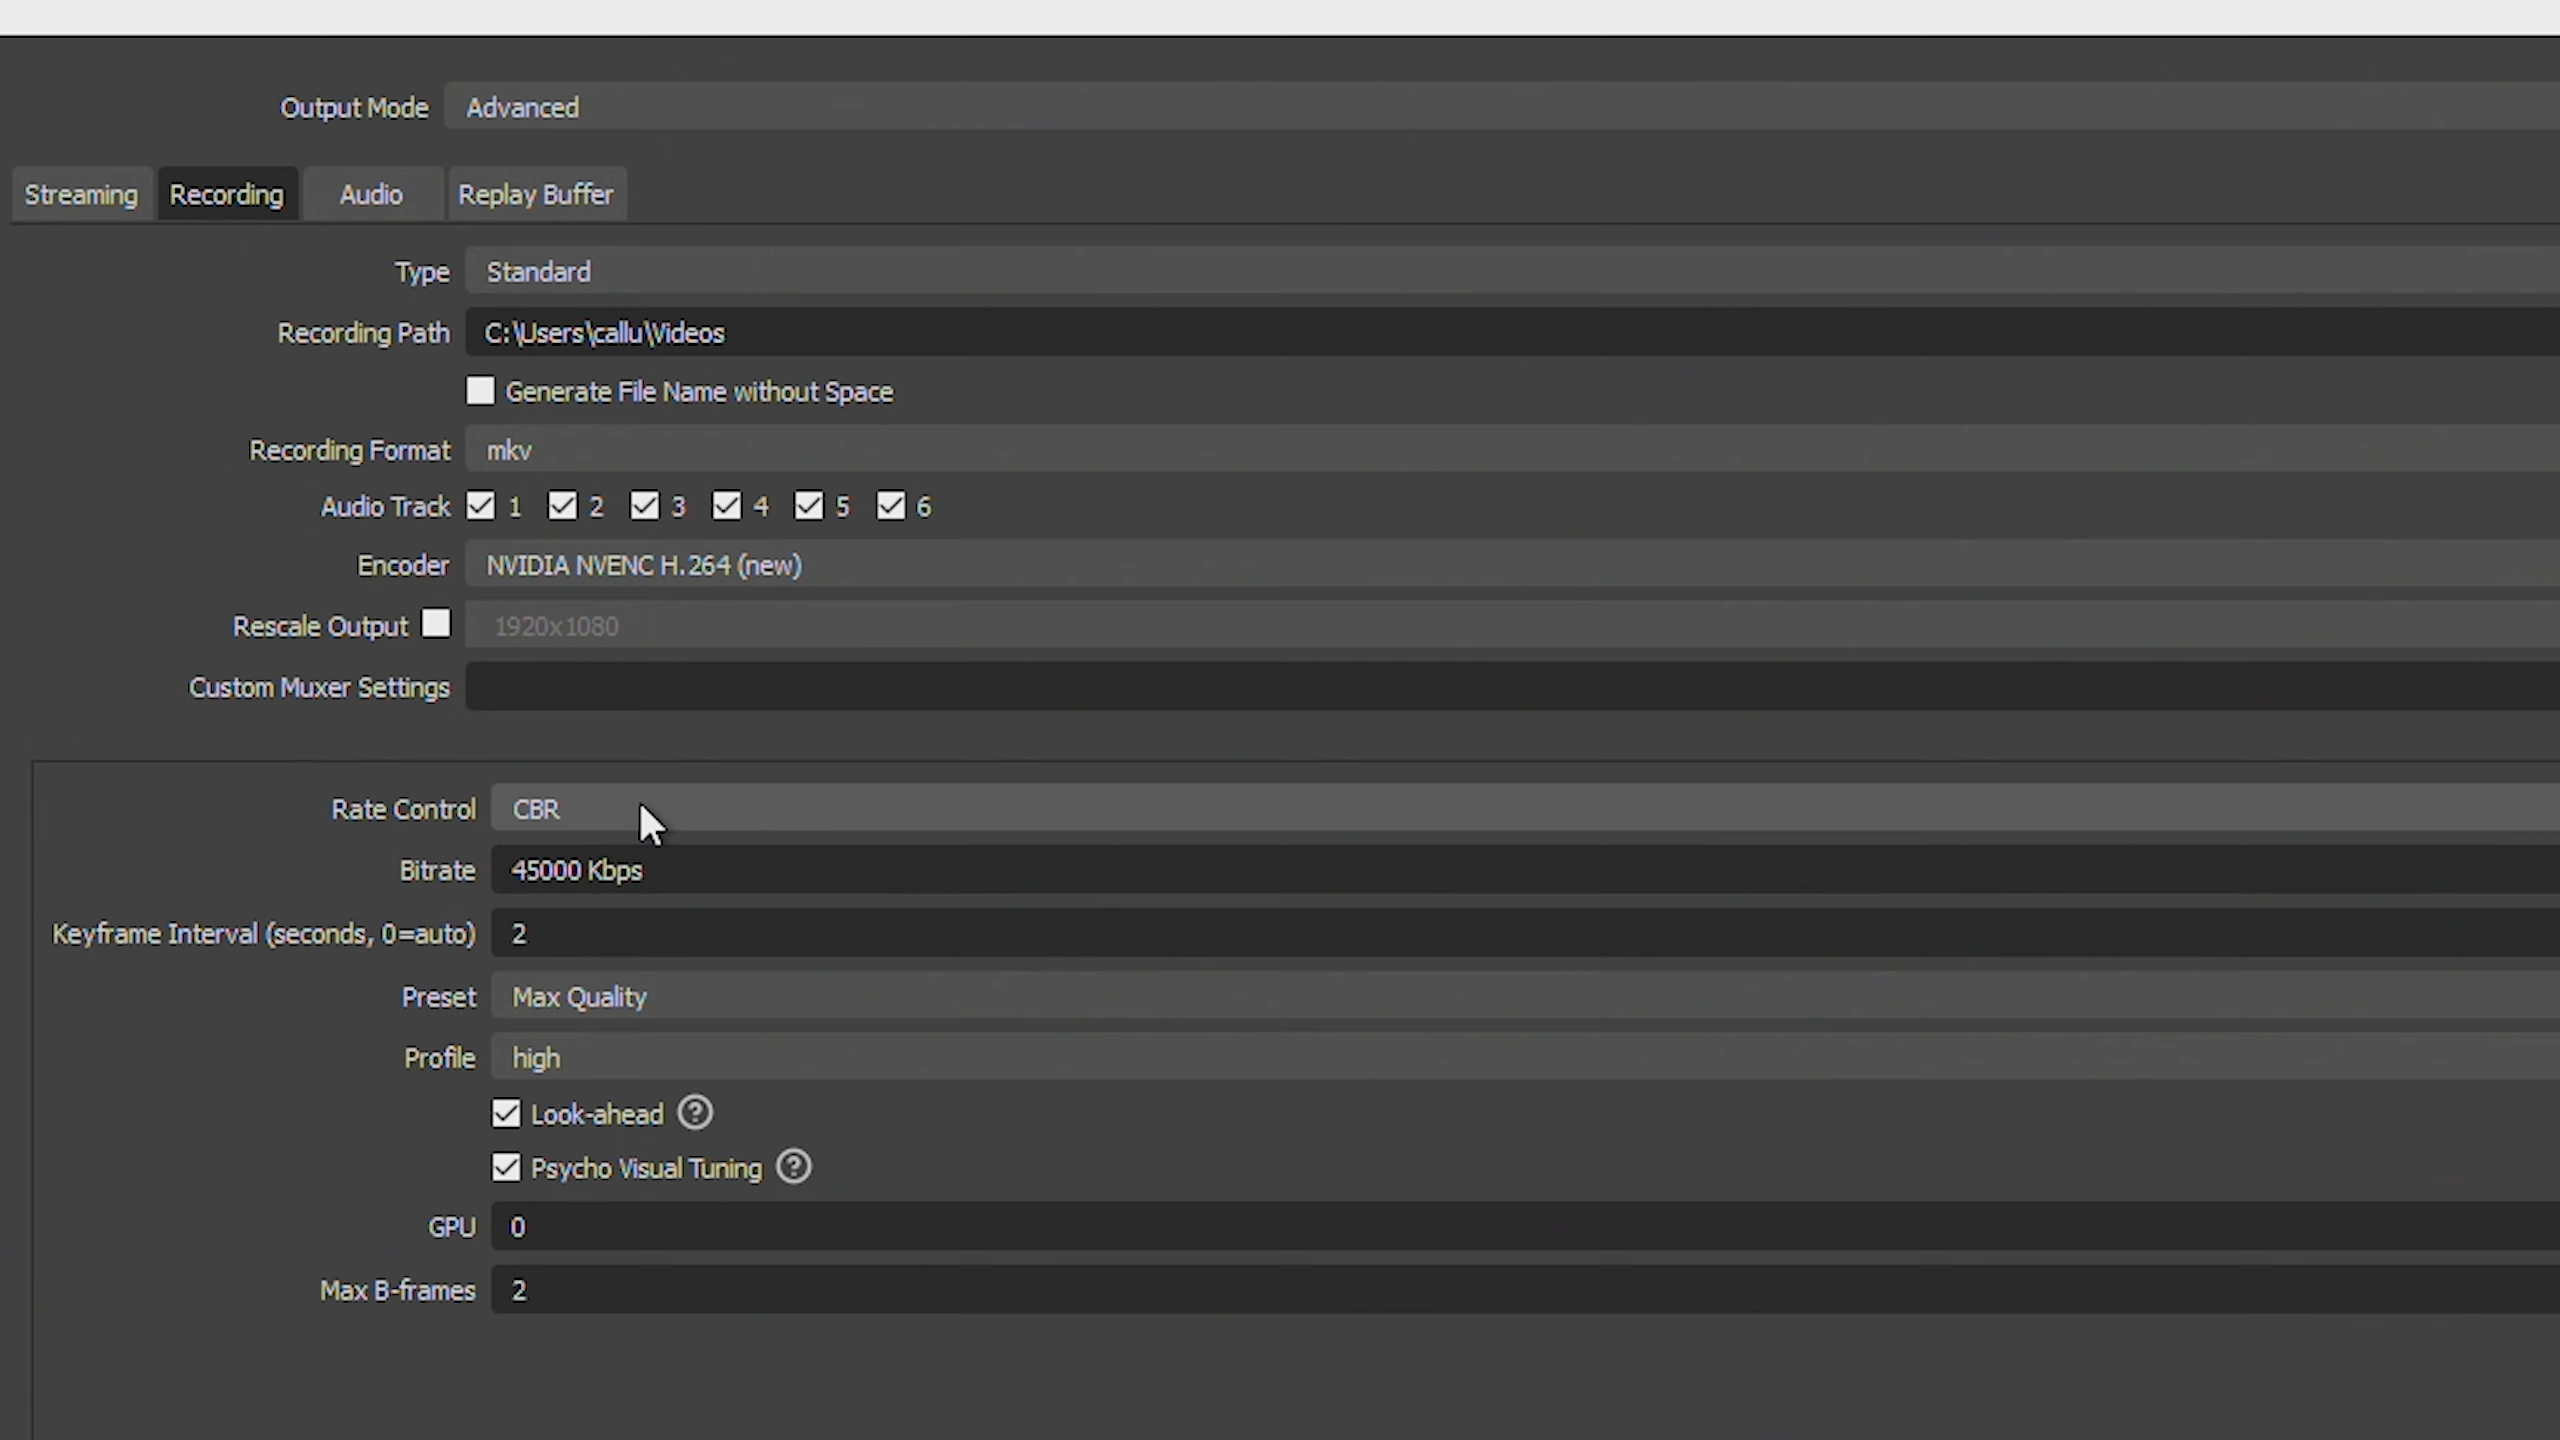 Output Mode Advanced
Streaming Recording Audio Replay Buffer
Type Standard
Recording Path C:\Users\callu\Videos
Generate File Name without Space
Recording Format mkv
Audio Track 1 2 3 4 5 6
Encoder NVIDIA NVENC H.264 (new)
Rescale Output 1920x1080
Custom Muxer Settings
Rate Control CBR
Bitrate 45000 Kbps
Keyframe Interval (seconds, 0=auto) 2
Preset Max Quality
Profile high
Look-ahead ?
Psycho Visual Tuning ?
GPU 0
Max B-frames 2